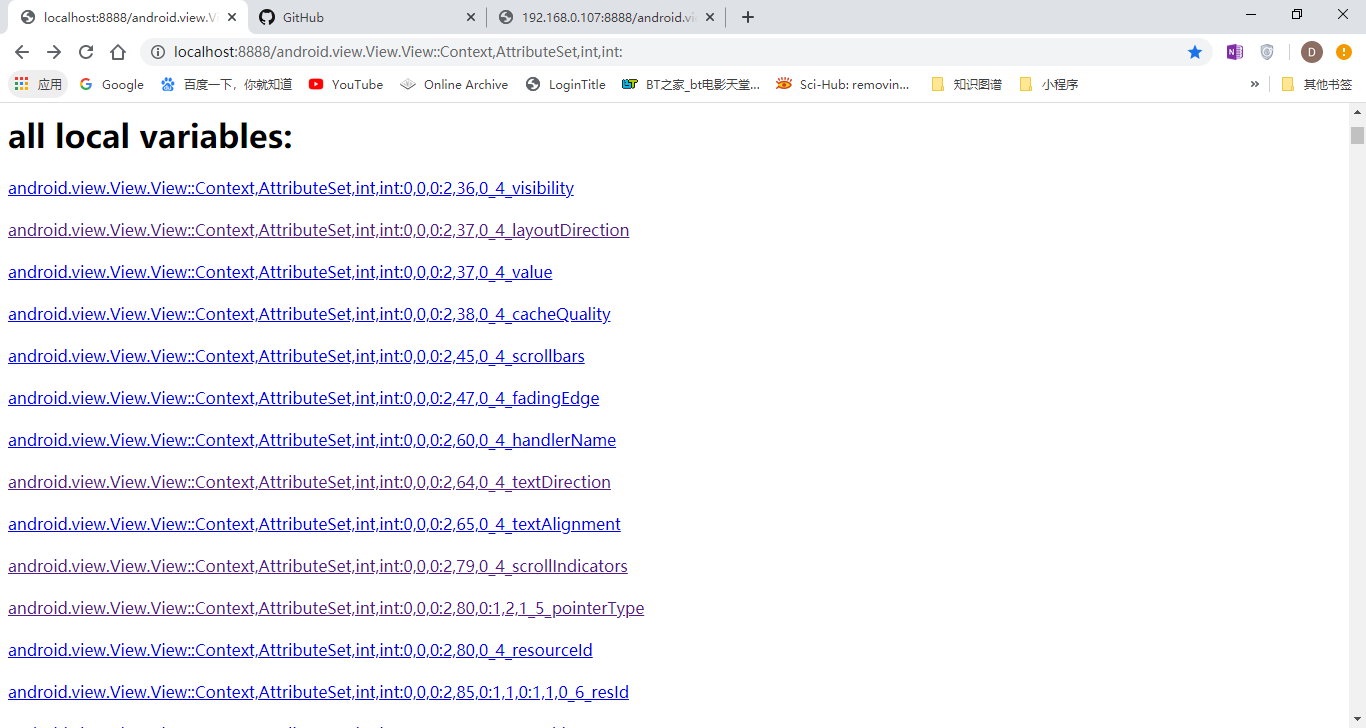 localhost:8888/android.view.V
GitHub
192.168.0.107:8888/android.vi
localhost:8888/android.view.View.View::Context,AttributeSet,int,int:
D
应用
Google
百度一下，你就知道
YouTube
Online Archive
LoginTitle
BT之家_bt电影天堂...
Sci-Hub: removin...
知识图谱
小程序
»
其他书签
all local variables:
android.view.View.View::Context,AttributeSet,int,int:0,0,0:2,36,0_4_visibility
android.view.View.View::Context,AttributeSet,int,int:0,0,0:2,37,0_4_layoutDirection
android.view.View.View::Context,AttributeSet,int,int:0,0,0:2,37,0_4_value
android.view.View.View::Context,AttributeSet,int,int:0,0,0:2,38,0_4_cacheQuality
android.view.View.View::Context,AttributeSet,int,int:0,0,0:2,45,0_4_scrollbars
android.view.View.View::Context,AttributeSet,int,int:0,0,0:2,47,0_4_fadingEdge
android.view.View.View::Context,AttributeSet,int,int:0,0,0:2,60,0_4_handlerName
android.view.View.View::Context,AttributeSet,int,int:0,0,0:2,64,0_4_textDirection
android.view.View.View::Context,AttributeSet,int,int:0,0,0:2,65,0_4_textAlignment
android.view.View.View::Context,AttributeSet,int,int:0,0,0:2,79,0_4_scrollIndicators
android.view.View.View::Context,AttributeSet,int,int:0,0,0:2,80,0:1,2,1_5_pointerType
android.view.View.View::Context,AttributeSet,int,int:0,0,0:2,80,0_4_resourceId
android.view.View.View::Context,AttributeSet,int,int:0,0,0:2,85,0:1,1,0:1,1,0_6_resId